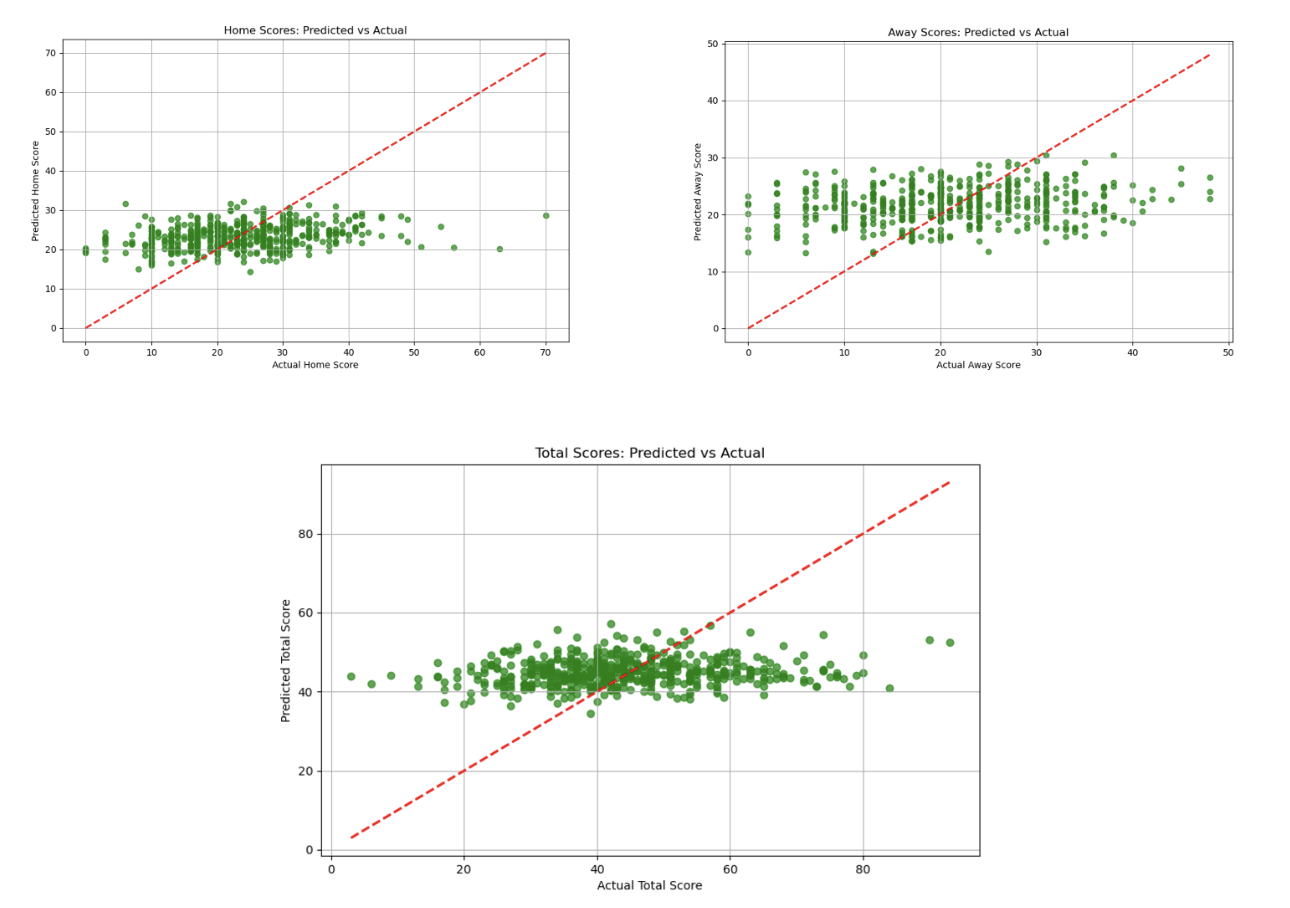 Home Scores: Predicted vs Actual
70
60
50
40
30
20
10
0
Predicted Home Score
0 10 20 30 40 50 60 70
Actual Home Score
Away Scores: Predicted vs Actual
50
40
30
20
10
0
Predicted Away Score
0 10 20 30 40 50
Actual Away Score
Total Scores: Predicted vs Actual
80
60
40
20
0
Predicted Total Score
0 20 40 60 80
Actual Total Score